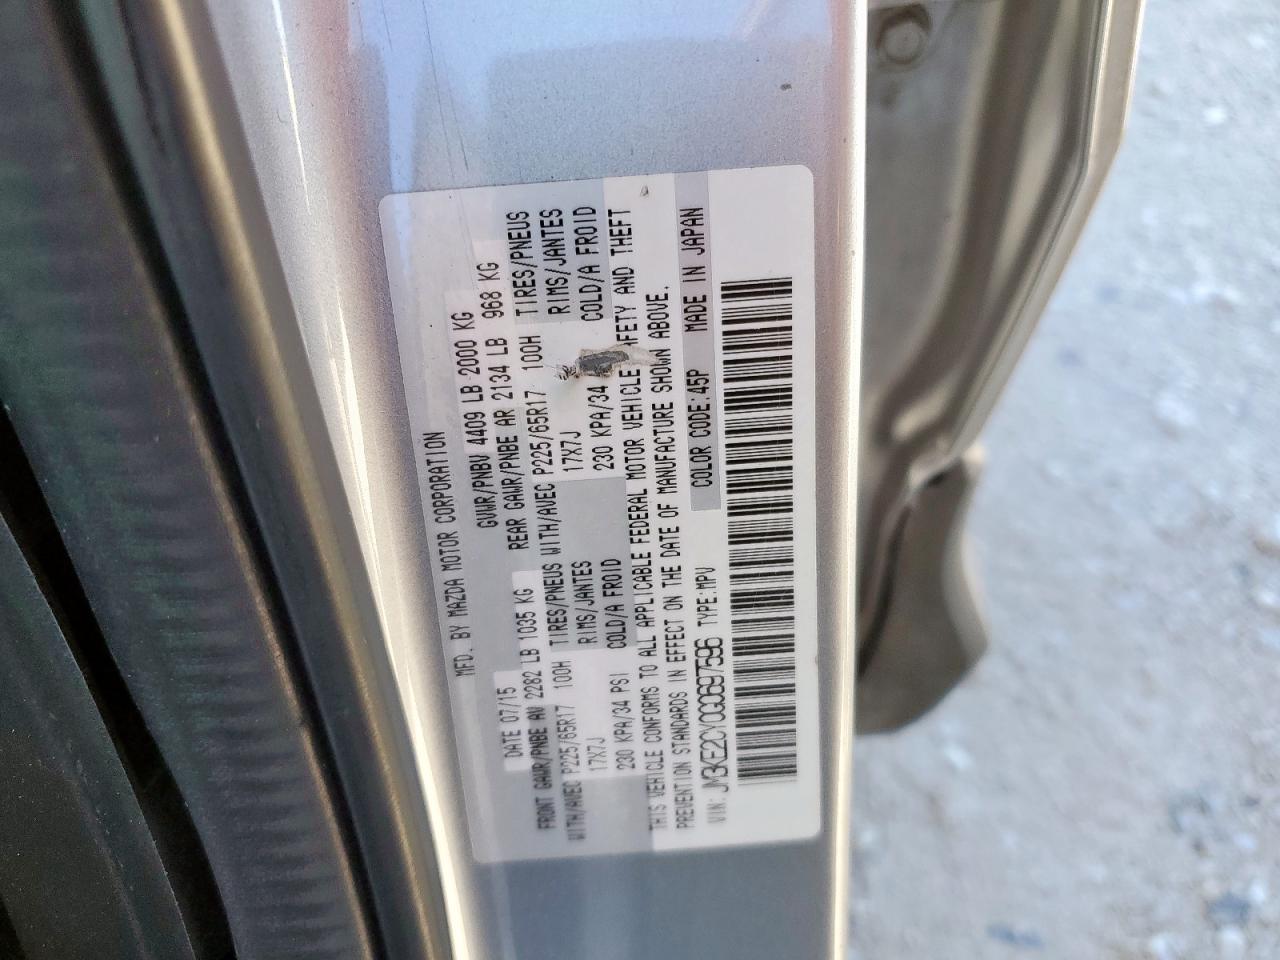 MFD. BY MAZDA MOTOR CORPORATION
DATE 07/15 GVWR/PNBV 4409 LB 2000 KG
FRONT GAWR/PNBE AV 2282 LB 1035 KG REAR GAWR/PNBE AR 2134 LB 968 KG
WITH/AVEC P225/65R17 100H TIRES/PNEUS WITH/AVEC P225/65R17 100H TIRES/PNEUS
17X7J RIMS/JANTES 17X7J RIMS/JANTES
230 KPA/34 PSI COLD/A FROID 230 KPA/34 COLD/A FROID
THIS VEHICLE CONFORMS TO ALL APPLICABLE FEDERAL MOTOR VEHICLE AND THEFT
PREVENTION STANDARDS IN EFFECT ON THE DATE OF MANUFACTURE SHOWN ABOVE.
COLOR CODE:45P MADE IN JAPAN
VIN: JM3KE2CY0G0697596 TYPE:MPV